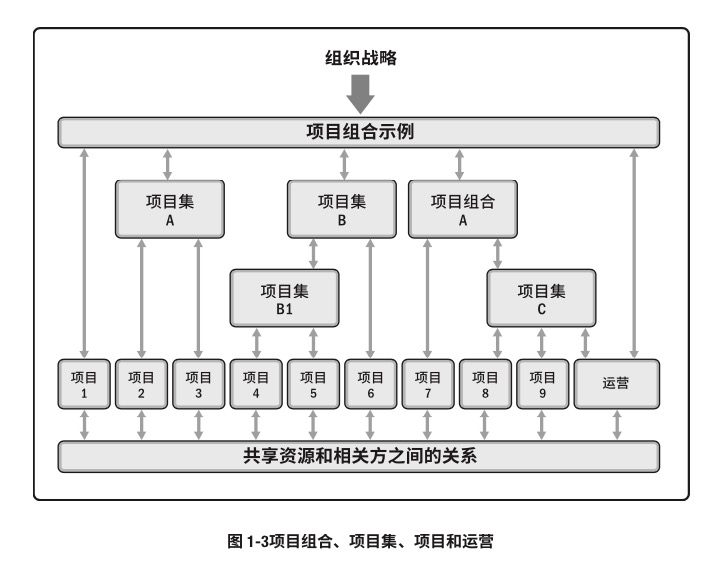 组织战略
项目组合示例
项目集
A
项目集
B
项目组合
A
项目集
B1
项目集
C
项目
1
项目
2
项目
3
项目
4
项目
5
项目
6
项目
7
项目
8
项目
9
运营
共享资源和相关方之间的关系
图 1-3项目组合、项目集、项目和运营